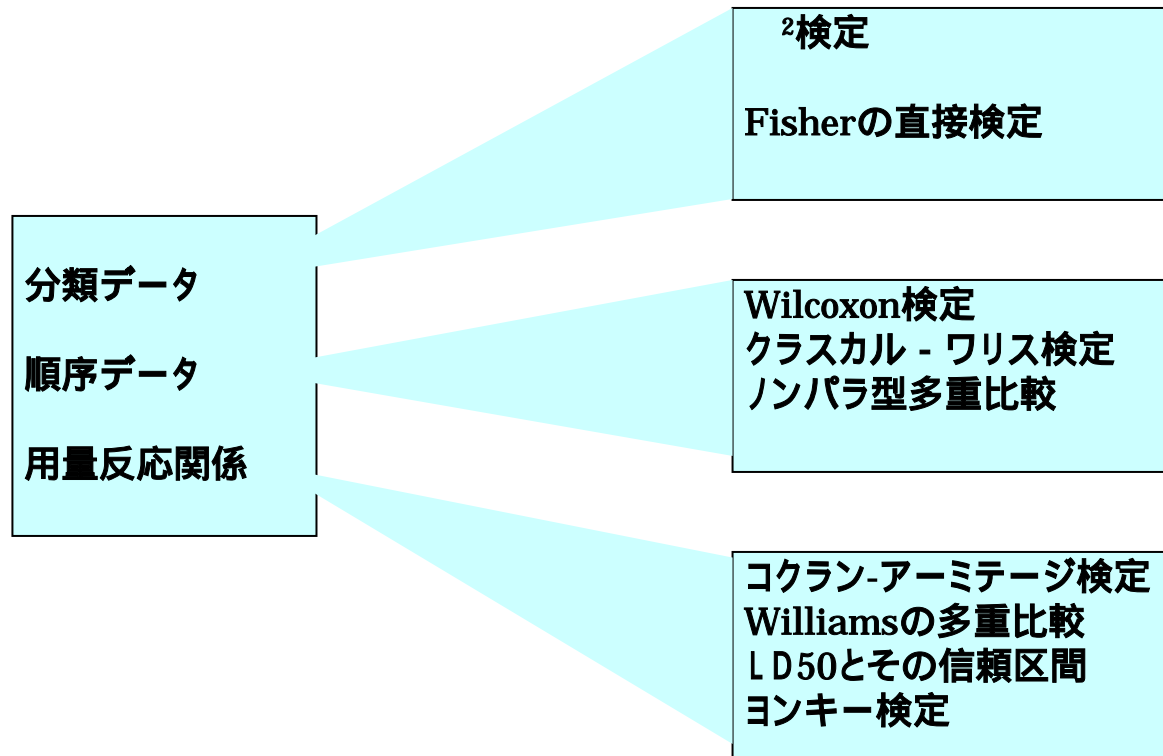 分類データ
順序データ
用量反応関係
²検定
Fisherの直接検定
Wilcoxon検定
クラスカル - ワリス検定
ノンパラ型多重比較
コクラン-アーミテージ検定
Williamsの多重比較
LD50とその信頼区間
ヨンキー検定